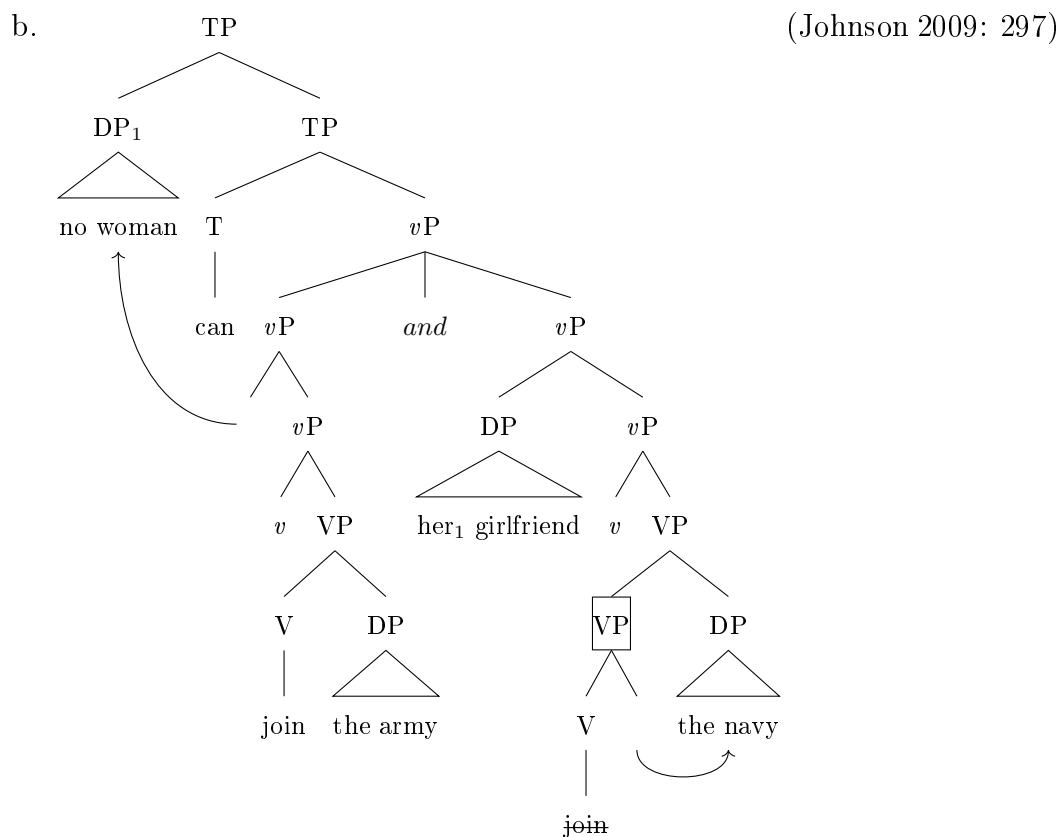 b. TP (Johnson 2009: 297)
DP₁ TP
no woman T vP
can vP and vP
vP DP vP
v VP her₁ girlfriend v VP
V DP VP DP
join the army V the navy
join